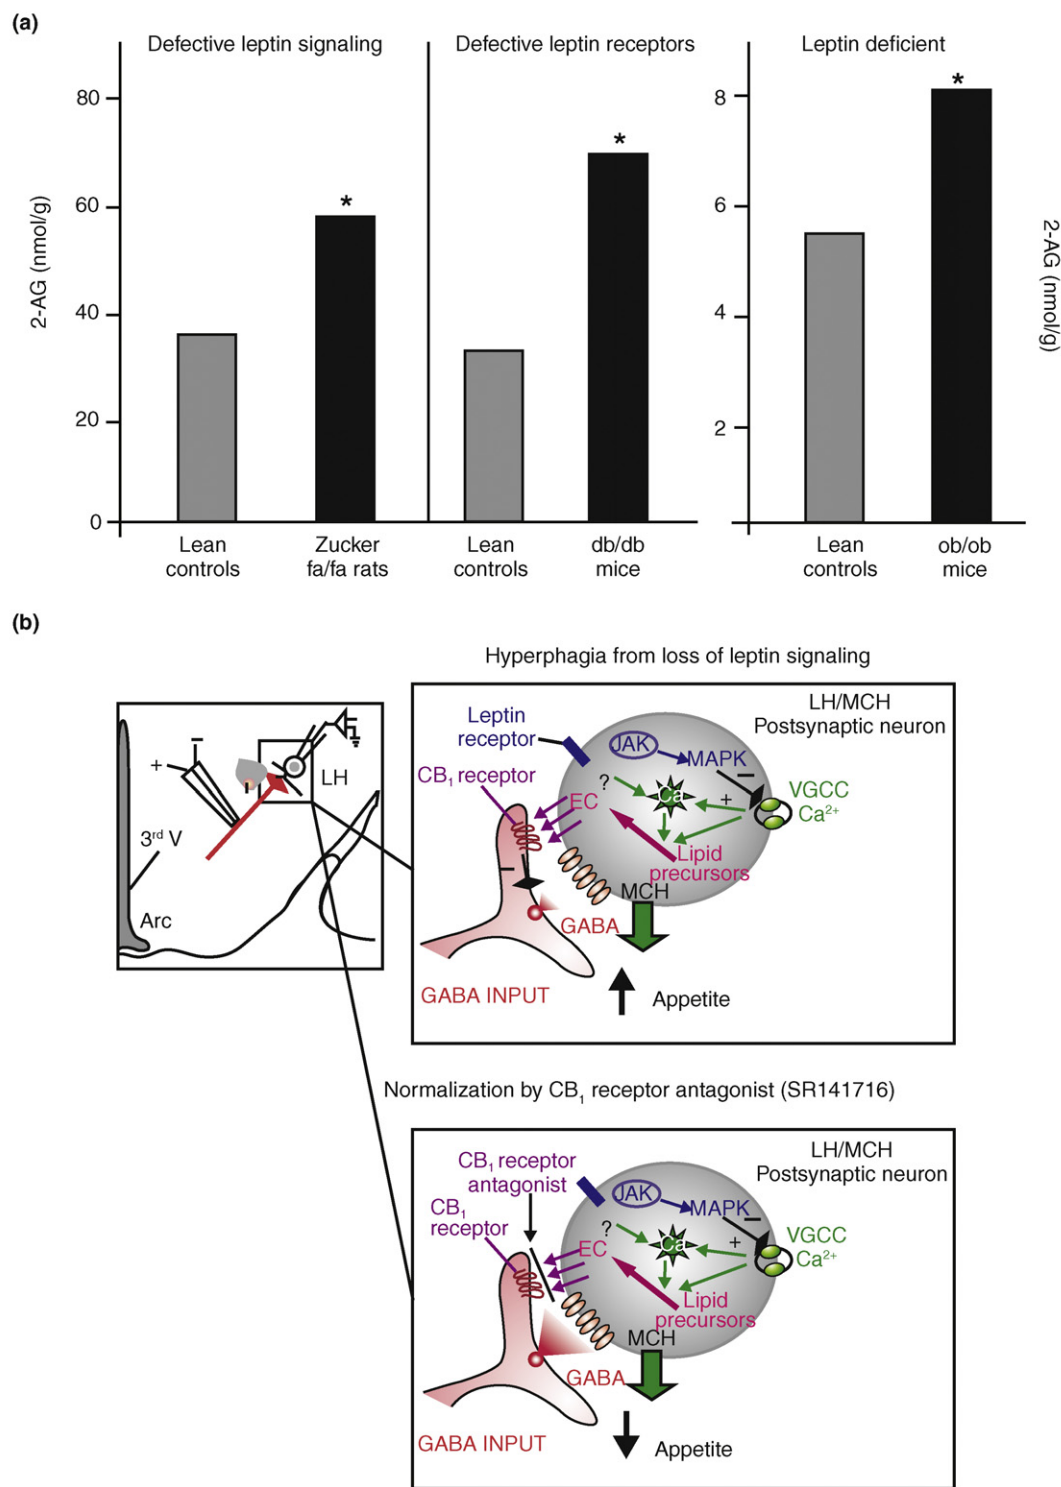 (a)
Defective leptin signaling
Defective leptin receptors
Leptin deficient
80
60
40
20
0
2-AG (nmol/g)
*
*
*
8
6
4
2
2-AG (nmol/g)
Lean
controls
Zucker
fa/fa rats
Lean
controls
db/db
mice
Lean
controls
ob/ob
mice
(b)
Hyperphagia from loss of leptin signaling
+
–
LH
3rd V
Arc
LH/MCH
Postsynaptic neuron
Leptin
receptor
JAK
MAPK
–
CB1 receptor
?
Ca
+
VGCC
Ca2+
EC
Lipid
precursors
–
MCH
GABA
GABA INPUT
Appetite
Normalization by CB1 receptor antagonist (SR141716)
LH/MCH
Postsynaptic neuron
CB1 receptor
antagonist
JAK
MAPK
–
CB1
receptor
?
Ca
+
VGCC
Ca2+
EC
Lipid
precursors
MCH
GABA
GABA INPUT
Appetite